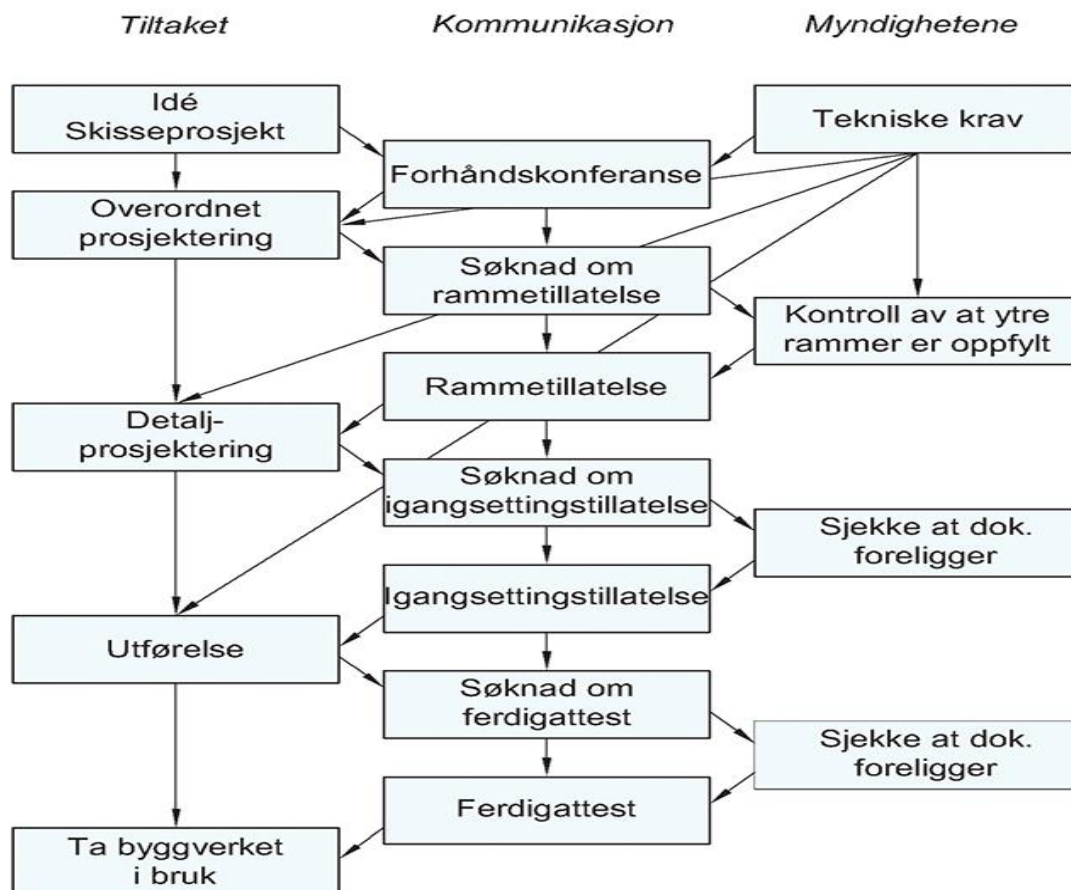 Tiltaket
Kommunikasjon
Myndighetene
Idé
Skisseprosjekt
Tekniske krav
Forhåndskonferanse
Overordnet
prosjektering
Søknad om
rammetillatelse
Kontroll av at ytre
rammer er oppfylt
Rammetillatelse
Detalj-
prosjektering
Søknad om
igangsettingstillatelse
Sjekke at dok.
foreligger
Igangsettingstillatelse
Utførelse
Søknad om
ferdigattest
Sjekke at dok.
foreligger
Ferdigattest
Ta byggverket
i bruk